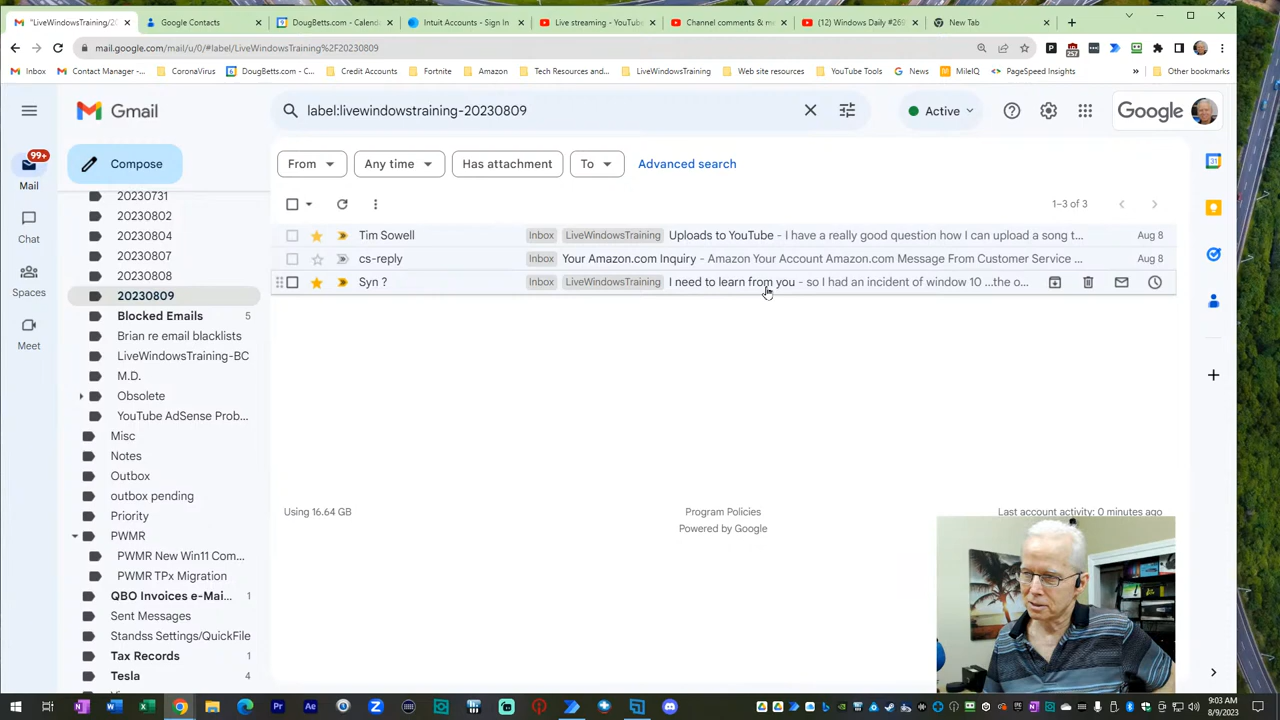 "LiveWindowsTraining/
Google Contacts
DougBetts.com - Calend
Intuit Accounts - Sign In
Live streaming - YouTube
Channel comments & m
(12) Windows Daily #269
New Tab
mail.google.com/mail/u/0/#label/LiveWindowsTraining%2F20230809
Inbox
Contact Manager -...
CoronaVirus
DougBetts.com - C...
Credit Accounts
Fortnite
Amazon
Tech Resources and...
LiveWindowsTraining
Web site resources
YouTube Tools
News
MileIQ
PageSpeed Insights
»
Other bookmarks
Gmail
label:livewindowstraining-20230809
Active
Google
99+
Mail
Chat
Spaces
Meet
Compose
20230731
20230802
20230804
20230807
20230808
20230809
Blocked Emails 5
Brian re email blacklists
LiveWindowsTraining-BC
M.D.
Obsolete
YouTube AdSense Prob...
Misc
Notes
Outbox
outbox pending
Priority
PWMR
PWMR New Win11 Com...
PWMR TPx Migration
QBO Invoices e-Mai... 1
Sent Messages
Standss Settings/QuickFile
Tax Records 1
Tesla 4
From
Any time
Has attachment
To
Advanced search
1–3 of 3
Tim Sowell Inbox LiveWindowsTraining Uploads to YouTube - I have a really good question how I can upload a song t... Aug 8
cs-reply Inbox Your Amazon.com Inquiry - Amazon Your Account Amazon.com Message From Customer Service ... Aug 8
Syn ? Inbox LiveWindowsTraining I need to learn from you - so I had an incident of window 10 ...the o...
Using 16.64 GB
Program Policies
Powered by Google
Last account activity: 0 minutes ago
9:03 AM
8/9/2023